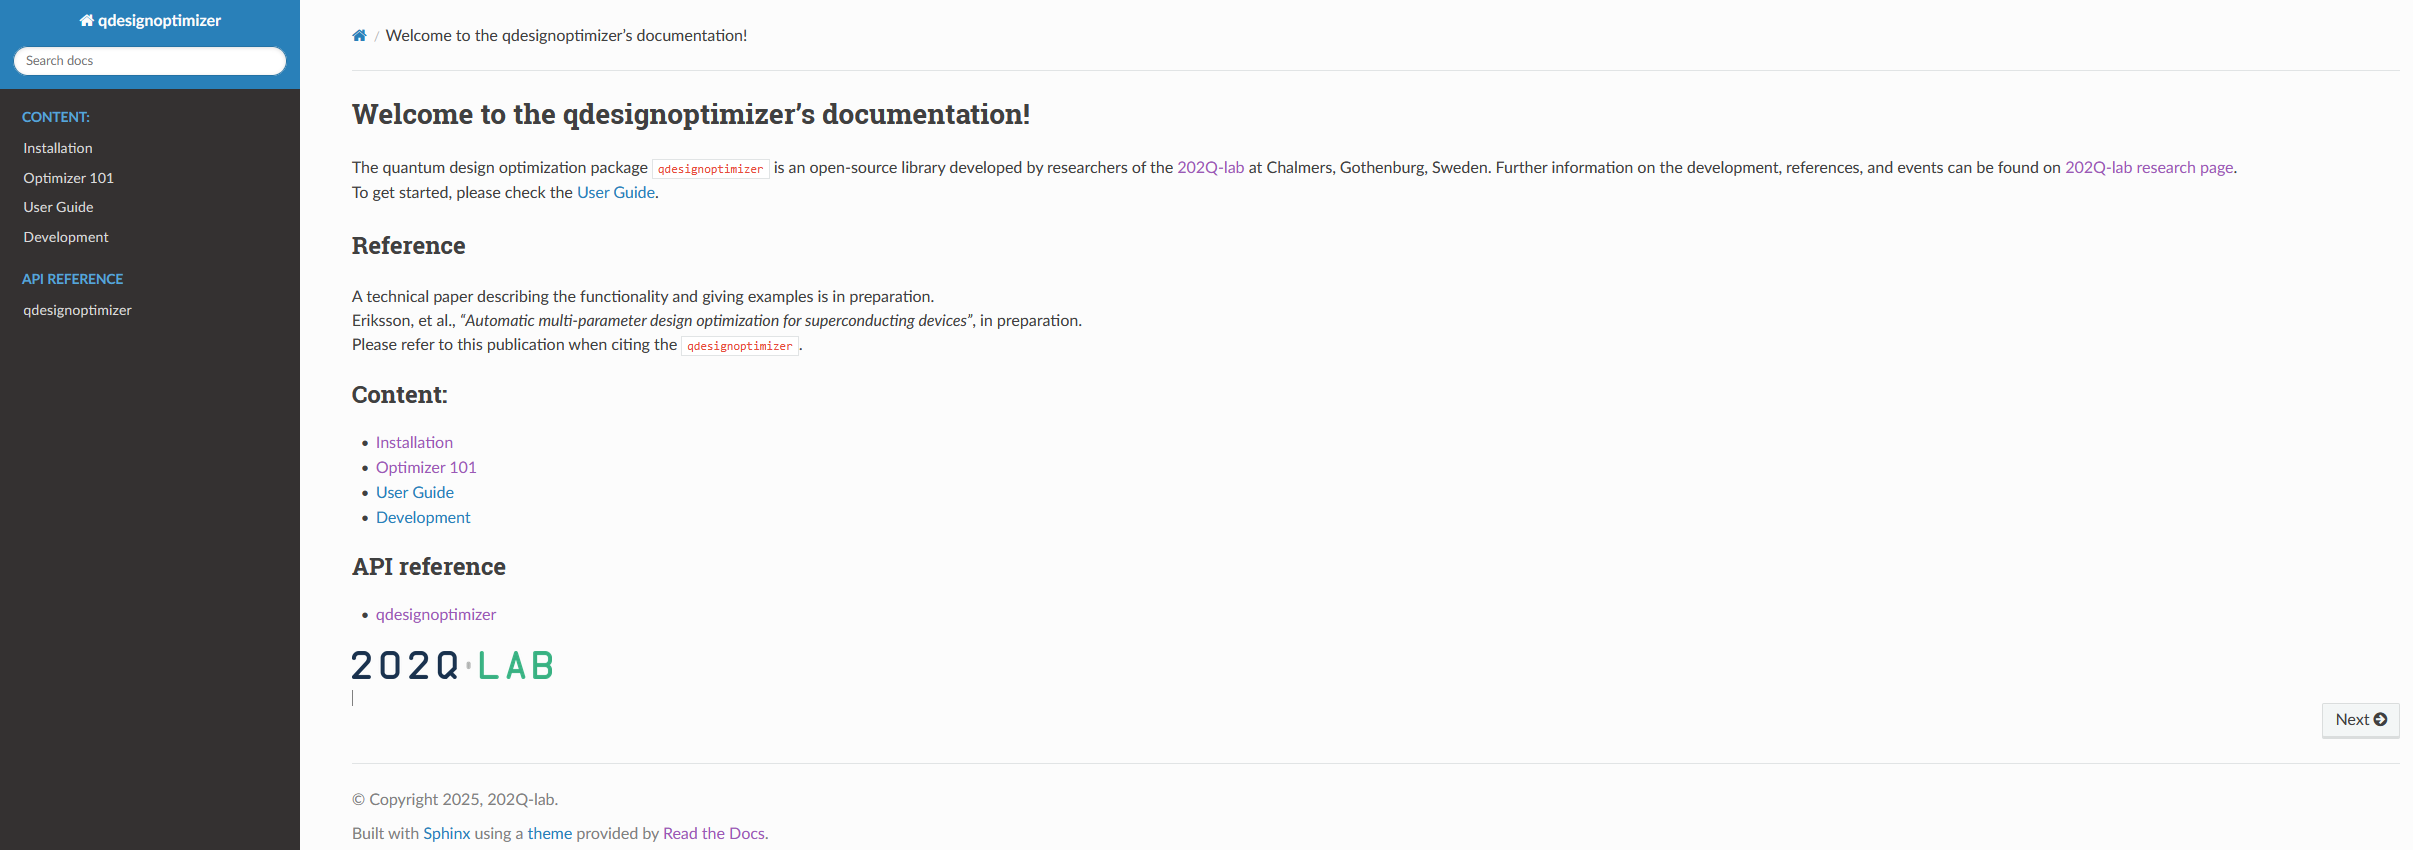 qdesignoptimizer
Search docs
CONTENT:
Installation
Optimizer 101
User Guide
Development
API REFERENCE
qdesignoptimizer
/ Welcome to the qdesignoptimizer’s documentation!
Welcome to the qdesignoptimizer’s documentation!
The quantum design optimization package qdesignoptimizer is an open-source library developed by researchers of the 202Q-lab at Chalmers, Gothenburg, Sweden. Further information on the development, references, and events can be found on 202Q-lab research page.
To get started, please check the User Guide.
Reference
A technical paper describing the functionality and giving examples is in preparation.
Eriksson, et al., “Automatic multi-parameter design optimization for superconducting devices”, in preparation.
Please refer to this publication when citing the qdesignoptimizer.
Content:
• Installation
• Optimizer 101
• User Guide
• Development
API reference
• qdesignoptimizer
202Q·LAB
Next
© Copyright 2025, 202Q-lab.
Built with Sphinx using a theme provided by Read the Docs.